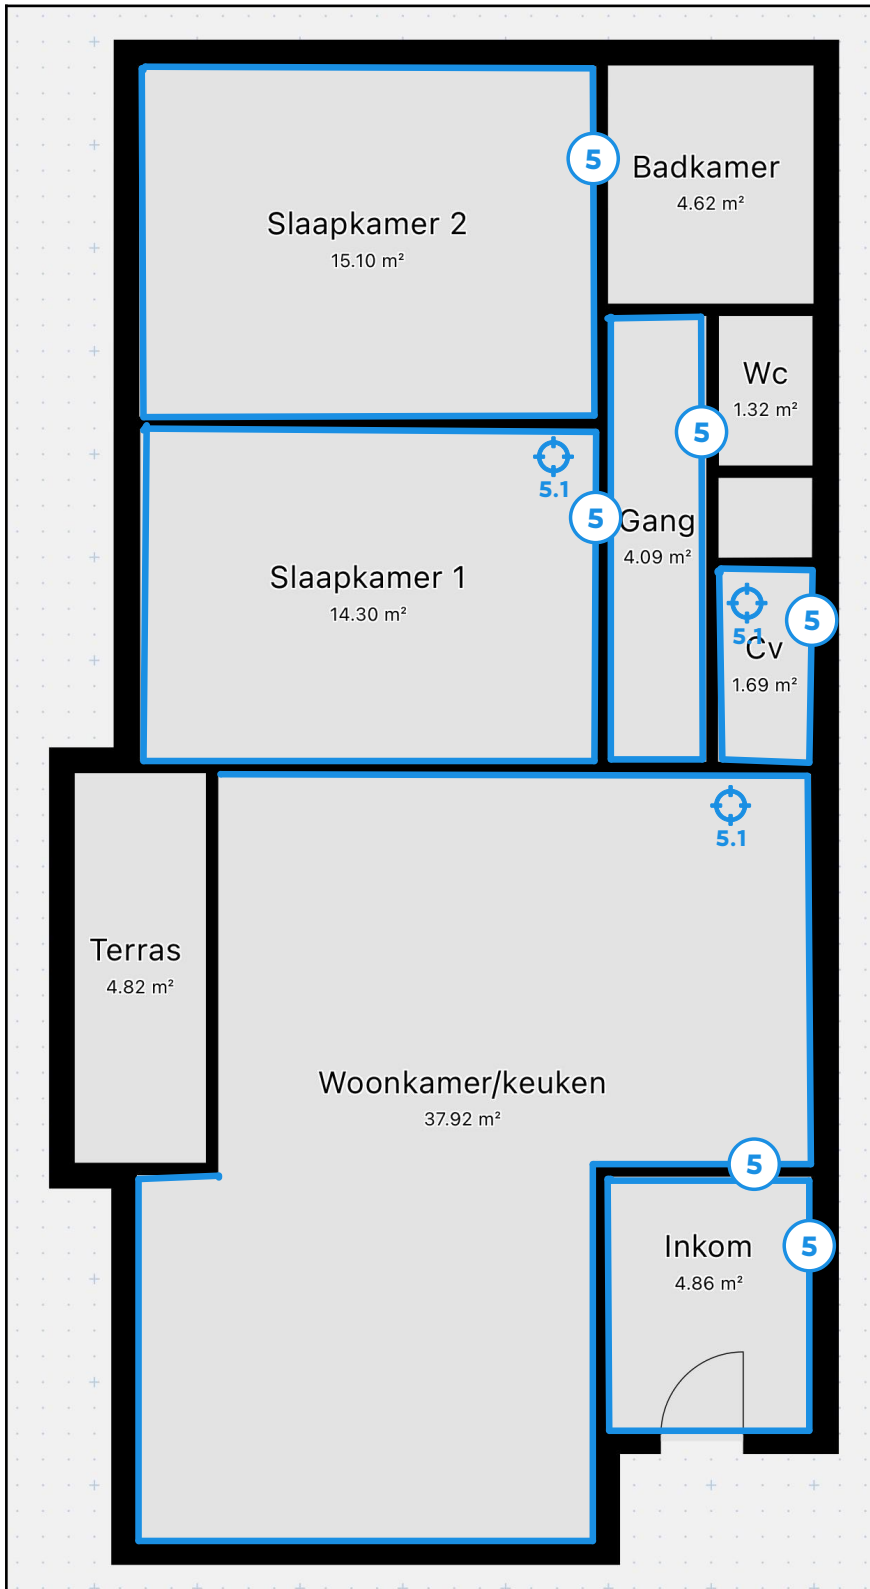 5
Badkamer
4.62 m²
Slaapkamer 2
15.10 m²
Wc
1.32 m²
5
5.1
5
Gang
4.09 m²
Slaapkamer 1
14.30 m²
5
5.1
Cv
1.69 m²
5.1
Terras
4.82 m²
Woonkamer/keuken
37.92 m²
5
Inkom
4.86 m²
5